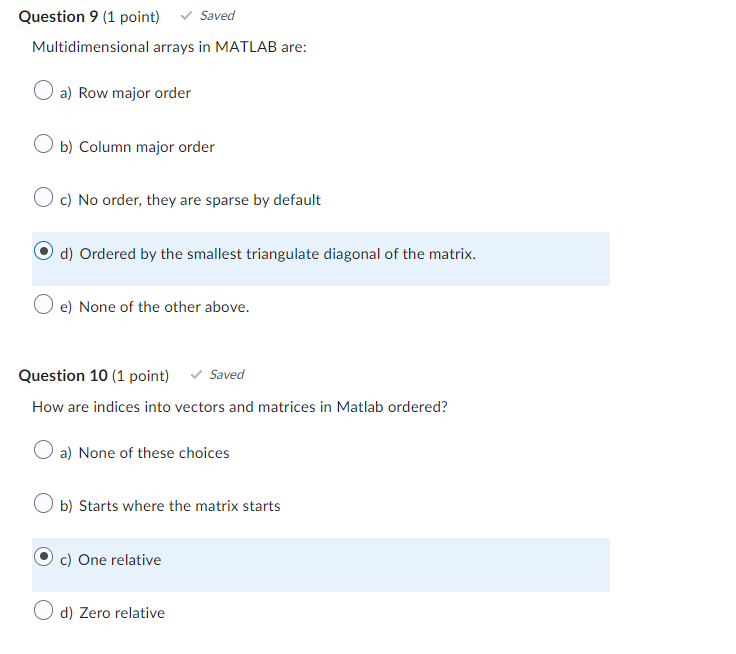 Question 9 (1 point) ✓ Saved
Multidimensional arrays in MATLAB are:
a) Row major order
b) Column major order
c) No order, they are sparse by default
d) Ordered by the smallest triangulate diagonal of the matrix.
e) None of the other above.
Question 10 (1 point) ✓ Saved
How are indices into vectors and matrices in Matlab ordered?
a) None of these choices
b) Starts where the matrix starts
c) One relative
d) Zero relative